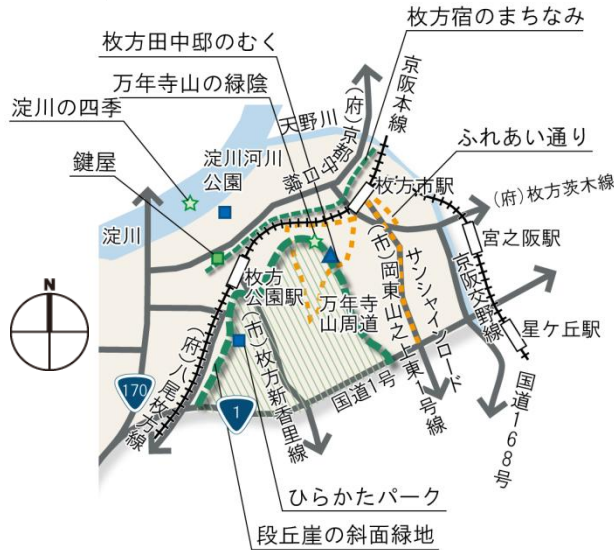 枚方宿のまちなみ
枚方田中邸のむく
万年寺山の緑陰
淀川の四季
鍵屋
京阪本線
天野川
(府)京都守口線
ふれあい通り
淀川河川
公園
枚方市駅
(府)枚方茨木線
淀川
宮之阪駅
N
枚方
公園駅
万年寺
山周道
(市)岡東山之上東1号線
サンシャインロード
京阪交野線
星ケ丘駅
(府)八尾枚方線
(市)枚方新香里線
国道1号
国道168号
170
1
ひらかたパーク
段丘崖の斜面緑地